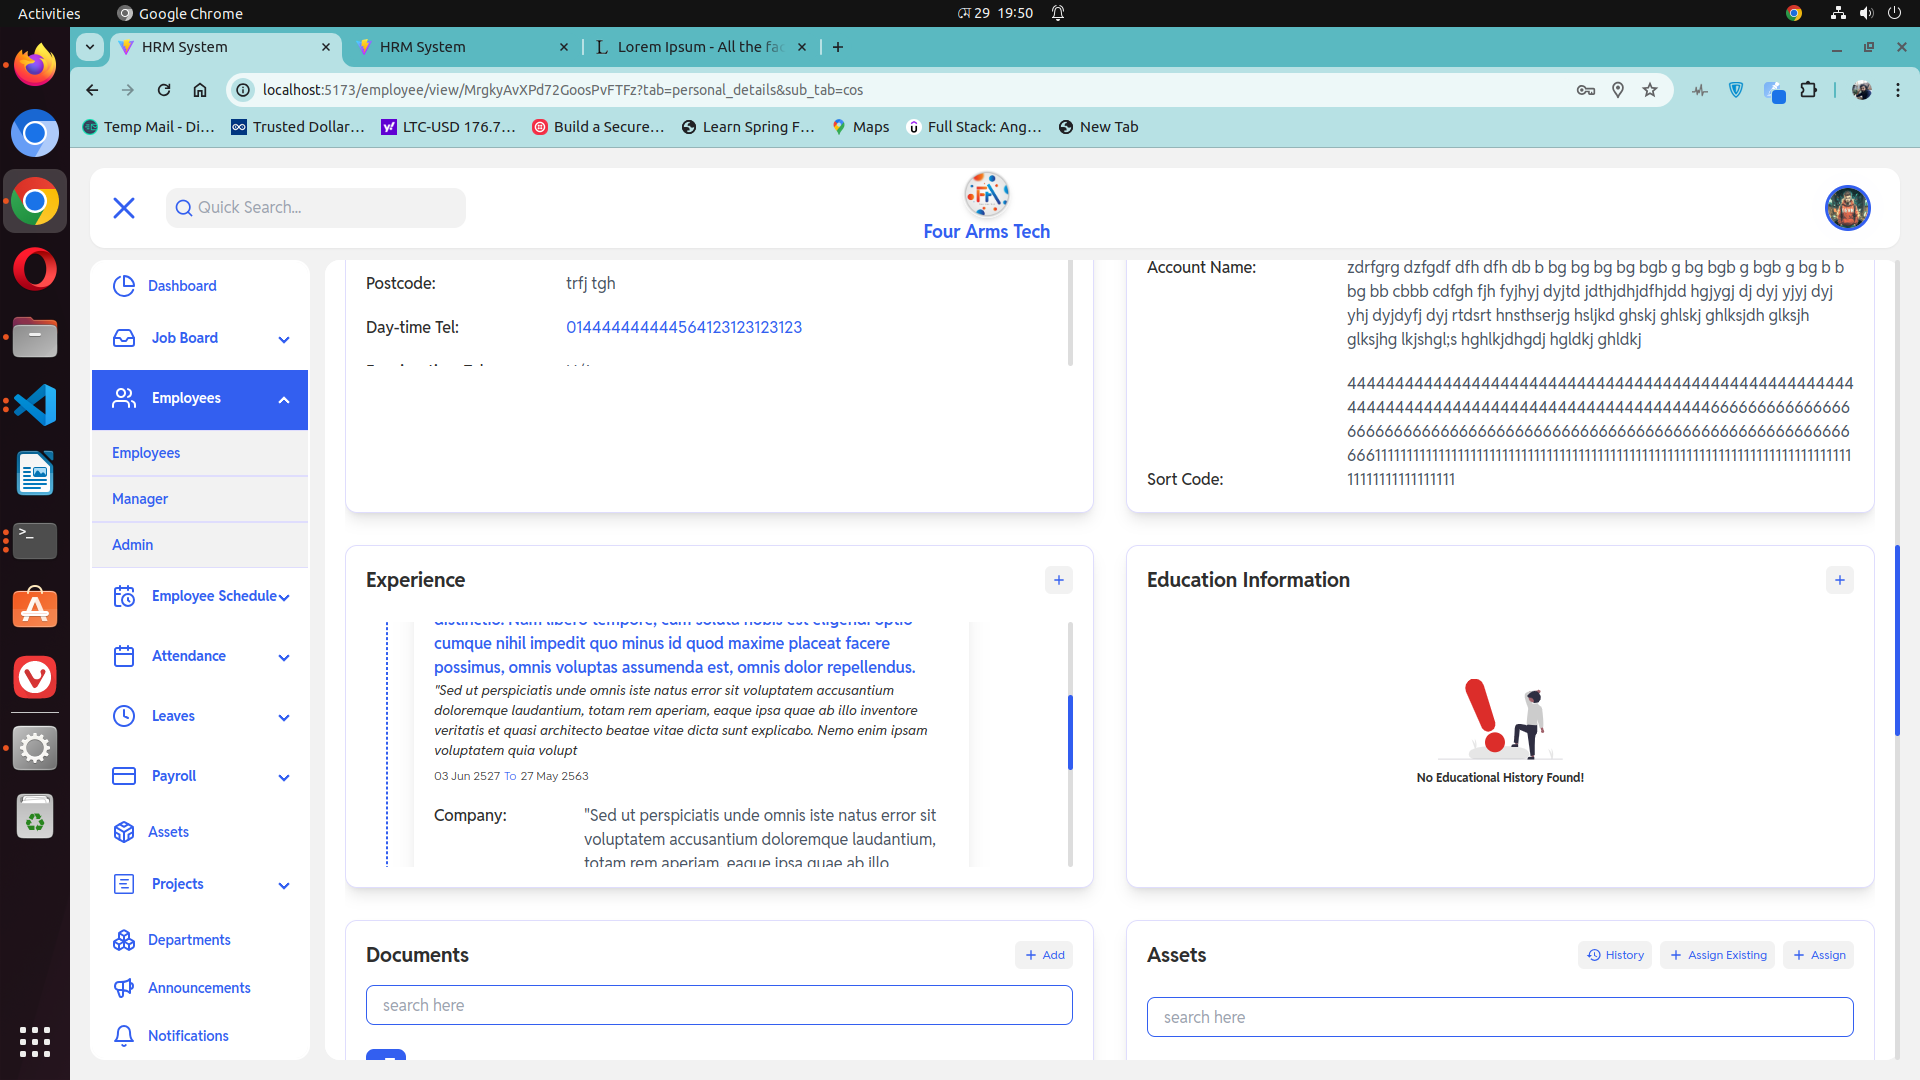 Activities
Google Chrome
মে 29 19:50
HRM System
HRM System
Lorem Ipsum - All the fac
localhost:5173/employee/view/MrgkyAvXPd72GoosPvFTFz?tab=personal_details&sub_tab=cos
Temp Mail - Di...
Trusted Dollar...
LTC-USD 176.7...
Build a Secure...
Learn Spring F...
Maps
Full Stack: Ang...
New Tab
Quick Search...
Four Arms Tech
Dashboard
Job Board
Employees
Employees
Manager
Admin
Employee Schedule
Attendance
Leaves
Payroll
Assets
Projects
Departments
Announcements
Notifications
Postcode: trfj tgh
Day-time Tel: 
Account Name: zdrfgrg dzfgdf dfh dfh db b bg bg bg bg bgb g bg bgb g bgb g bg b b
bg bb cbbb cdfgh fjh fyjhyj dyjtd jdthjdhjdfhjdd hgjygj dj dyj yjyj dyj
yhj dyjdyfj dyj rtdsrt hnsthserjg hsljkd ghskj ghlskj ghlksjdh glksjh
glksjhg lkjshgl;s hghlkjdhgdj hgldkj ghldkj
Sort Code:
Experience
distinctio. Nam libero tempore, cum soluta nobis est eligendi optio
cumque nihil impedit quo minus id quod maxime placeat facere
possimus, omnis voluptas assumenda est, omnis dolor repellendus.
"Sed ut perspiciatis unde omnis iste natus error sit voluptatem accusantium
doloremque laudantium, totam rem aperiam, eaque ipsa quae ab illo inventore
veritatis et quasi architecto beatae vitae dicta sunt explicabo. Nemo enim ipsam
voluptatem quia volupt
03 Jun 2527 To 27 May 2563
Company: "Sed ut perspiciatis unde omnis iste natus error sit
voluptatem accusantium doloremque laudantium,
totam rem aperiam, eaque ipsa quae ab illo
Education Information
No Educational History Found!
Documents
Add
search here
Assets
History
Assign Existing
Assign
search here